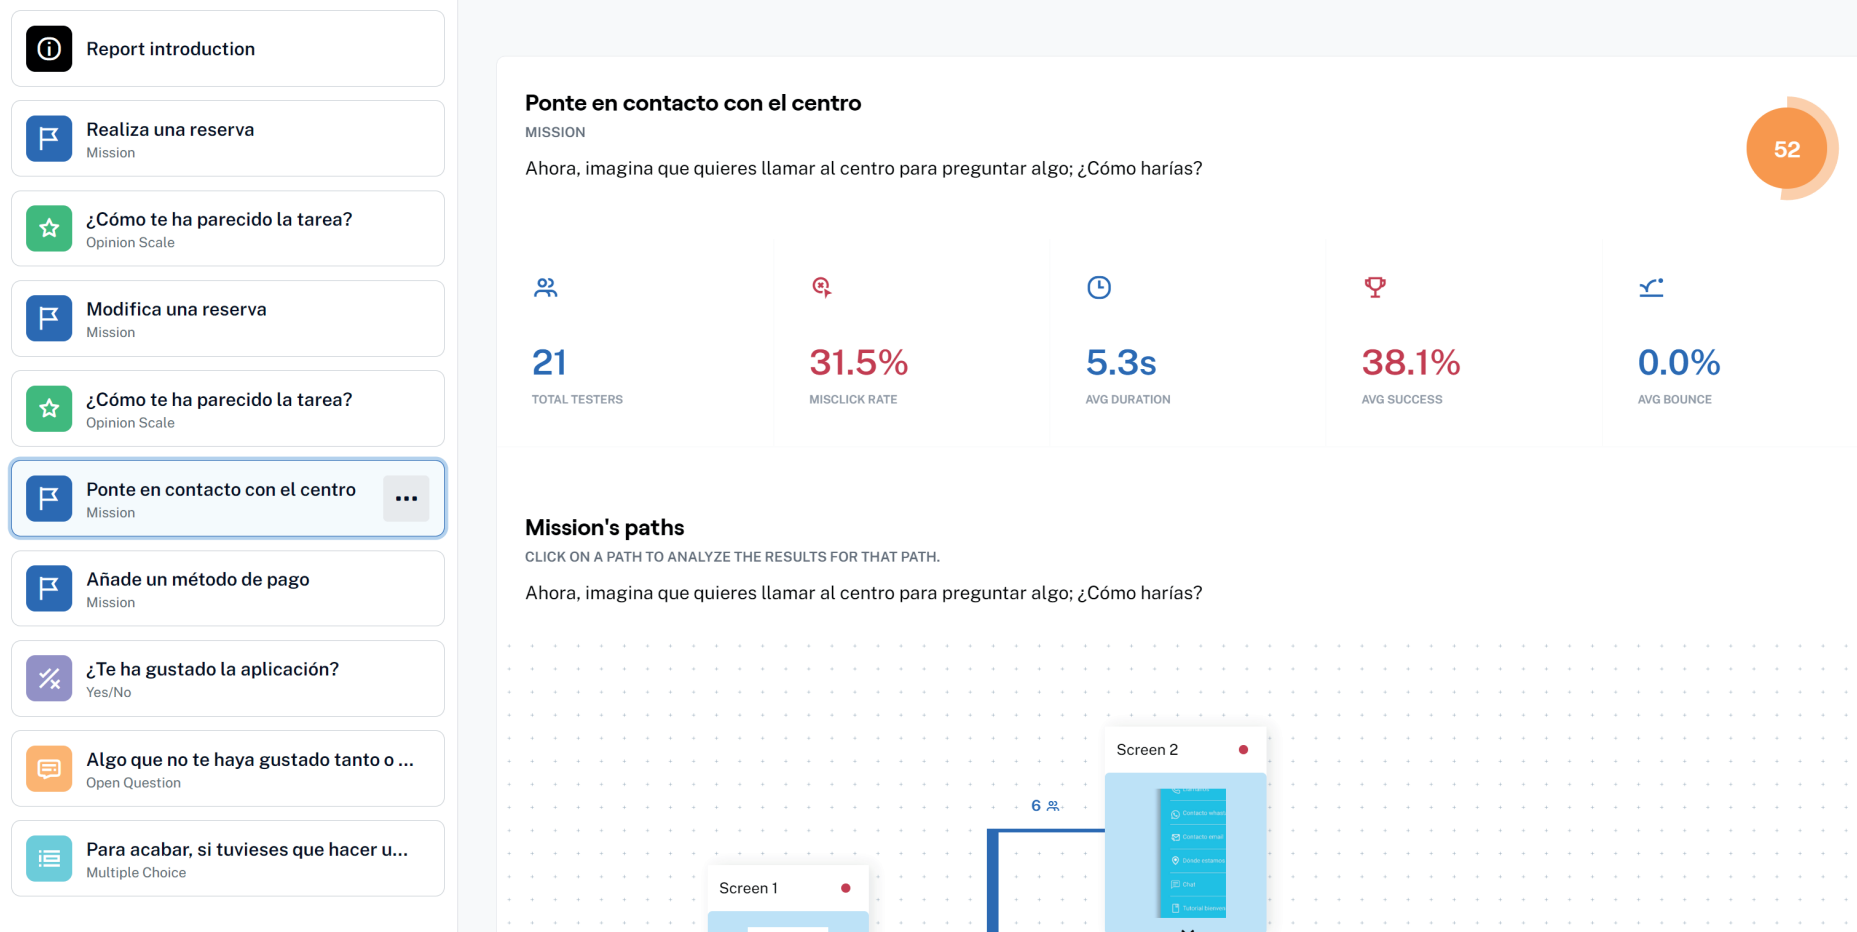 Report introduction
Realiza una reserva
Mission
¿Cómo te ha parecido la tarea?
Opinion Scale
Modifica una reserva
Mission
¿Cómo te ha parecido la tarea?
Opinion Scale
Ponte en contacto con el centro
Mission
Añade un método de pago
Mission
¿Te ha gustado la aplicación?
Yes/No
Algo que no te haya gustado tanto o ...
Open Question
Para acabar, si tuvieses que hacer u...
Multiple Choice
Ponte en contacto con el centro
MISSION
Ahora, imagina que quieres llamar al centro para preguntar algo; ¿Cómo harías?
52
21
TOTAL TESTERS
31.5%
MISCLICK RATE
5.3s
AVG DURATION
38.1%
AVG SUCCESS
0.0%
AVG BOUNCE
Mission's paths
CLICK ON A PATH TO ANALYZE THE RESULTS FOR THAT PATH.
Ahora, imagina que quieres llamar al centro para preguntar algo; ¿Cómo harías?
Screen 2
6
Contacto email
Dónde estamos
Chat
Screen 1